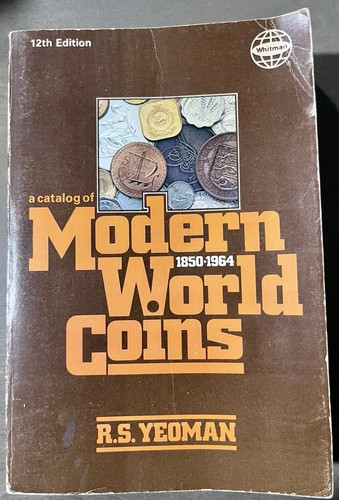 12th Edition
Whitman
a catalog of
Modern
1850-1964
World
Coins
R.S. YEOMAN